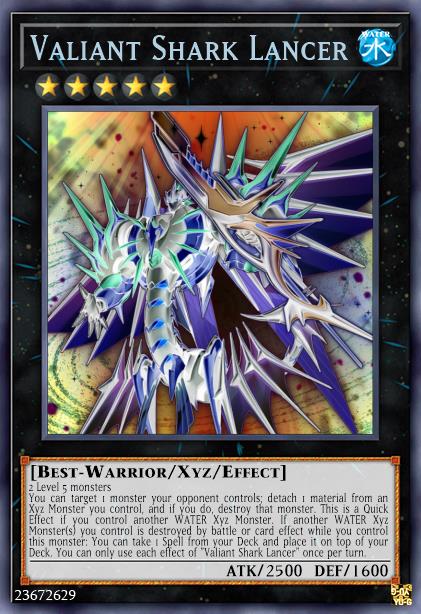 VALIANT SHARK LANCER
WATER
水
[BEST-WARRIOR/XYZ/EFFECT]
2 Level 5 monsters
You can target 1 monster your opponent controls; detach 1 material from an
Xyz Monster you control, and if you do, destroy that monster. This is a Quick
Effect if you control another WATER Xyz Monster. If another WATER Xyz
Monster(s) you control is destroyed by battle or card effect while you control
this monster: You can take 1 Spell from your Deck and place it on top of your
Deck. You can only use each effect of "Valiant Shark Lancer" once per turn.
ATK/2500 DEF/1600
23672629